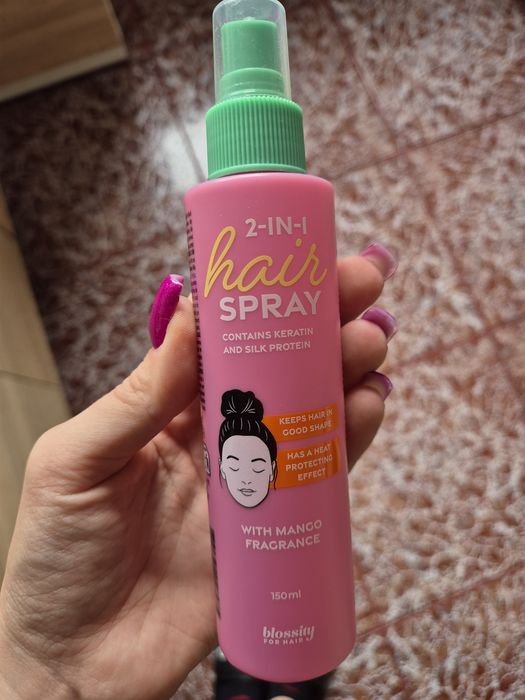 2-IN-1
hair
SPRAY
CONTAINS KERATIN
AND SILK PROTEIN
KEEPS HAIR IN
GOOD SHAPE
HAS A HEAT
PROTECTING
EFFECT
WITH MANGO
FRAGRANCE
150ml
blossity
FOR HAIR